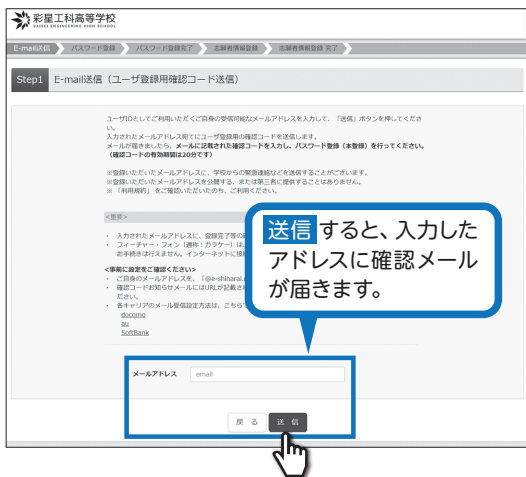 彩星工科高等学校
SAISEI ENGINEERING HIGH SCHOOL
E-mail送信
パスワード登録
パスワード登録完了
志願者情報登録
志願者情報登録 完了
Step1 E-mail送信（ユーザ登録用確認コード送信）
ユーザIDとしてご利用いただくご自身の受信可能なメールアドレスを入力して、「送信」ボタンを押してくださ
い。
入力されたメールアドレス宛てにユーザ登録用の確認コードを送信します。
メールが届きましたら、メールに記載された確認コードを入力し、パスワード登録（本登録）を行ってください。
（確認コードの有効期間は20分です）
※登録いただいたメールアドレスに、学校からの緊急連絡などを送信することがございます。
※登録いただいたメールアドレスを公開する、または第三者に提供することはありません。
※ 「利用規約」 をご確認いただいたのち、ご利用ください。
<重要>
・ 入力されたメールアドレスに、登録完了等の
・ フィーチャー・フォン（通称：ガラケー）は、
お手続きは行えません。インターネットに接
<事前に設定をご確認ください>
・ ご自身のメールアドレスを、「@e-shiharai.
・ 確認コードお知らせメールにはURLが記載さ
ださい。
・ 各キャリアのメール受信設定方法は、こちら
docomo
au
SoftBank
送信 すると、入力した
アドレスに確認メール
が届きます。
メールアドレス email
戻 る 送 信